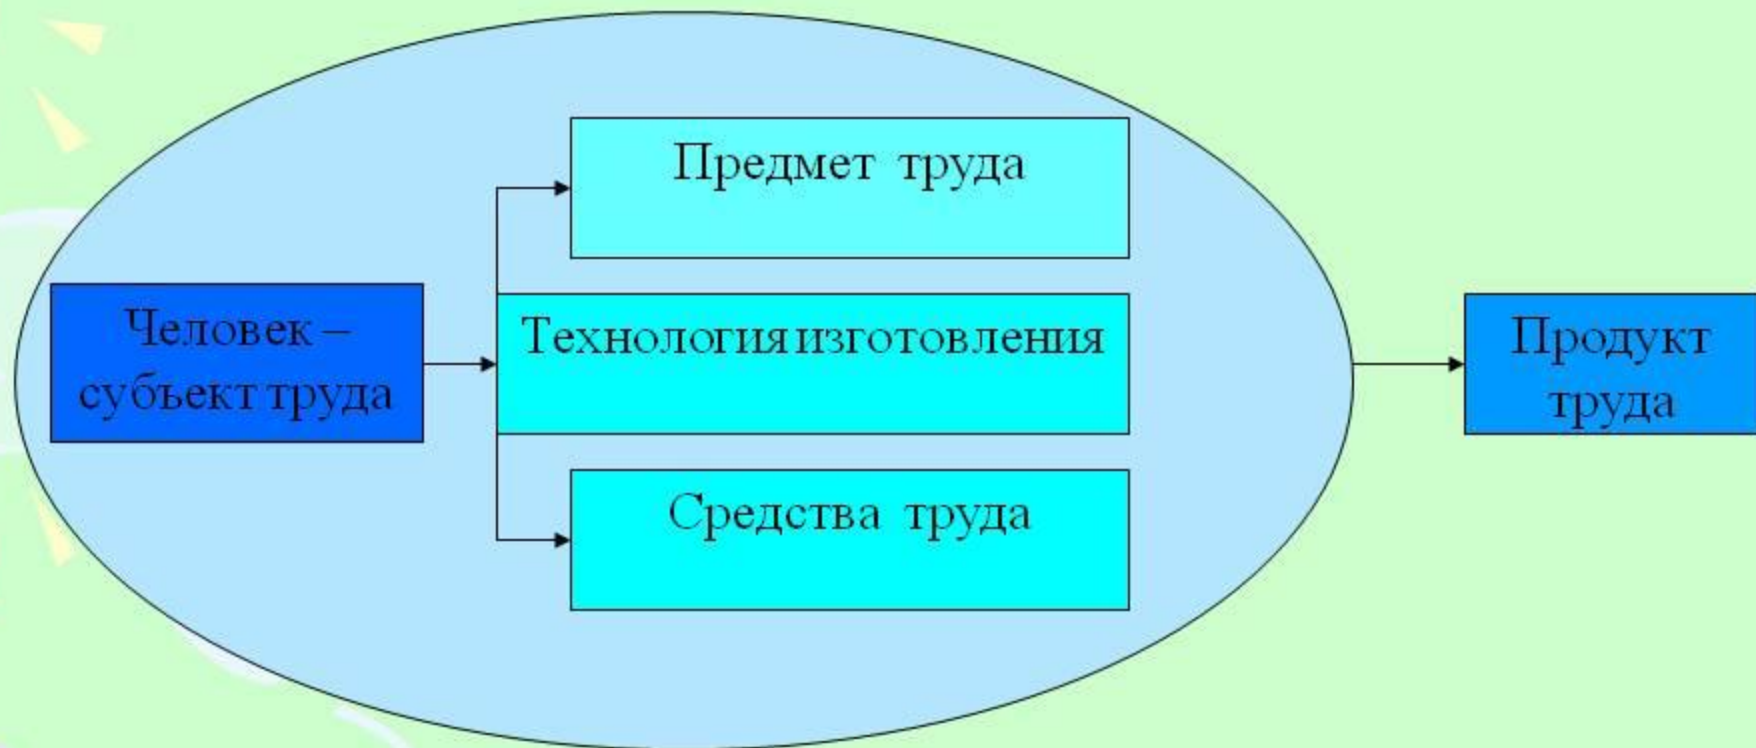 Предмет труда
Человек –
субъект труда
Технология изготовления
Продукт
труда
Средства труда